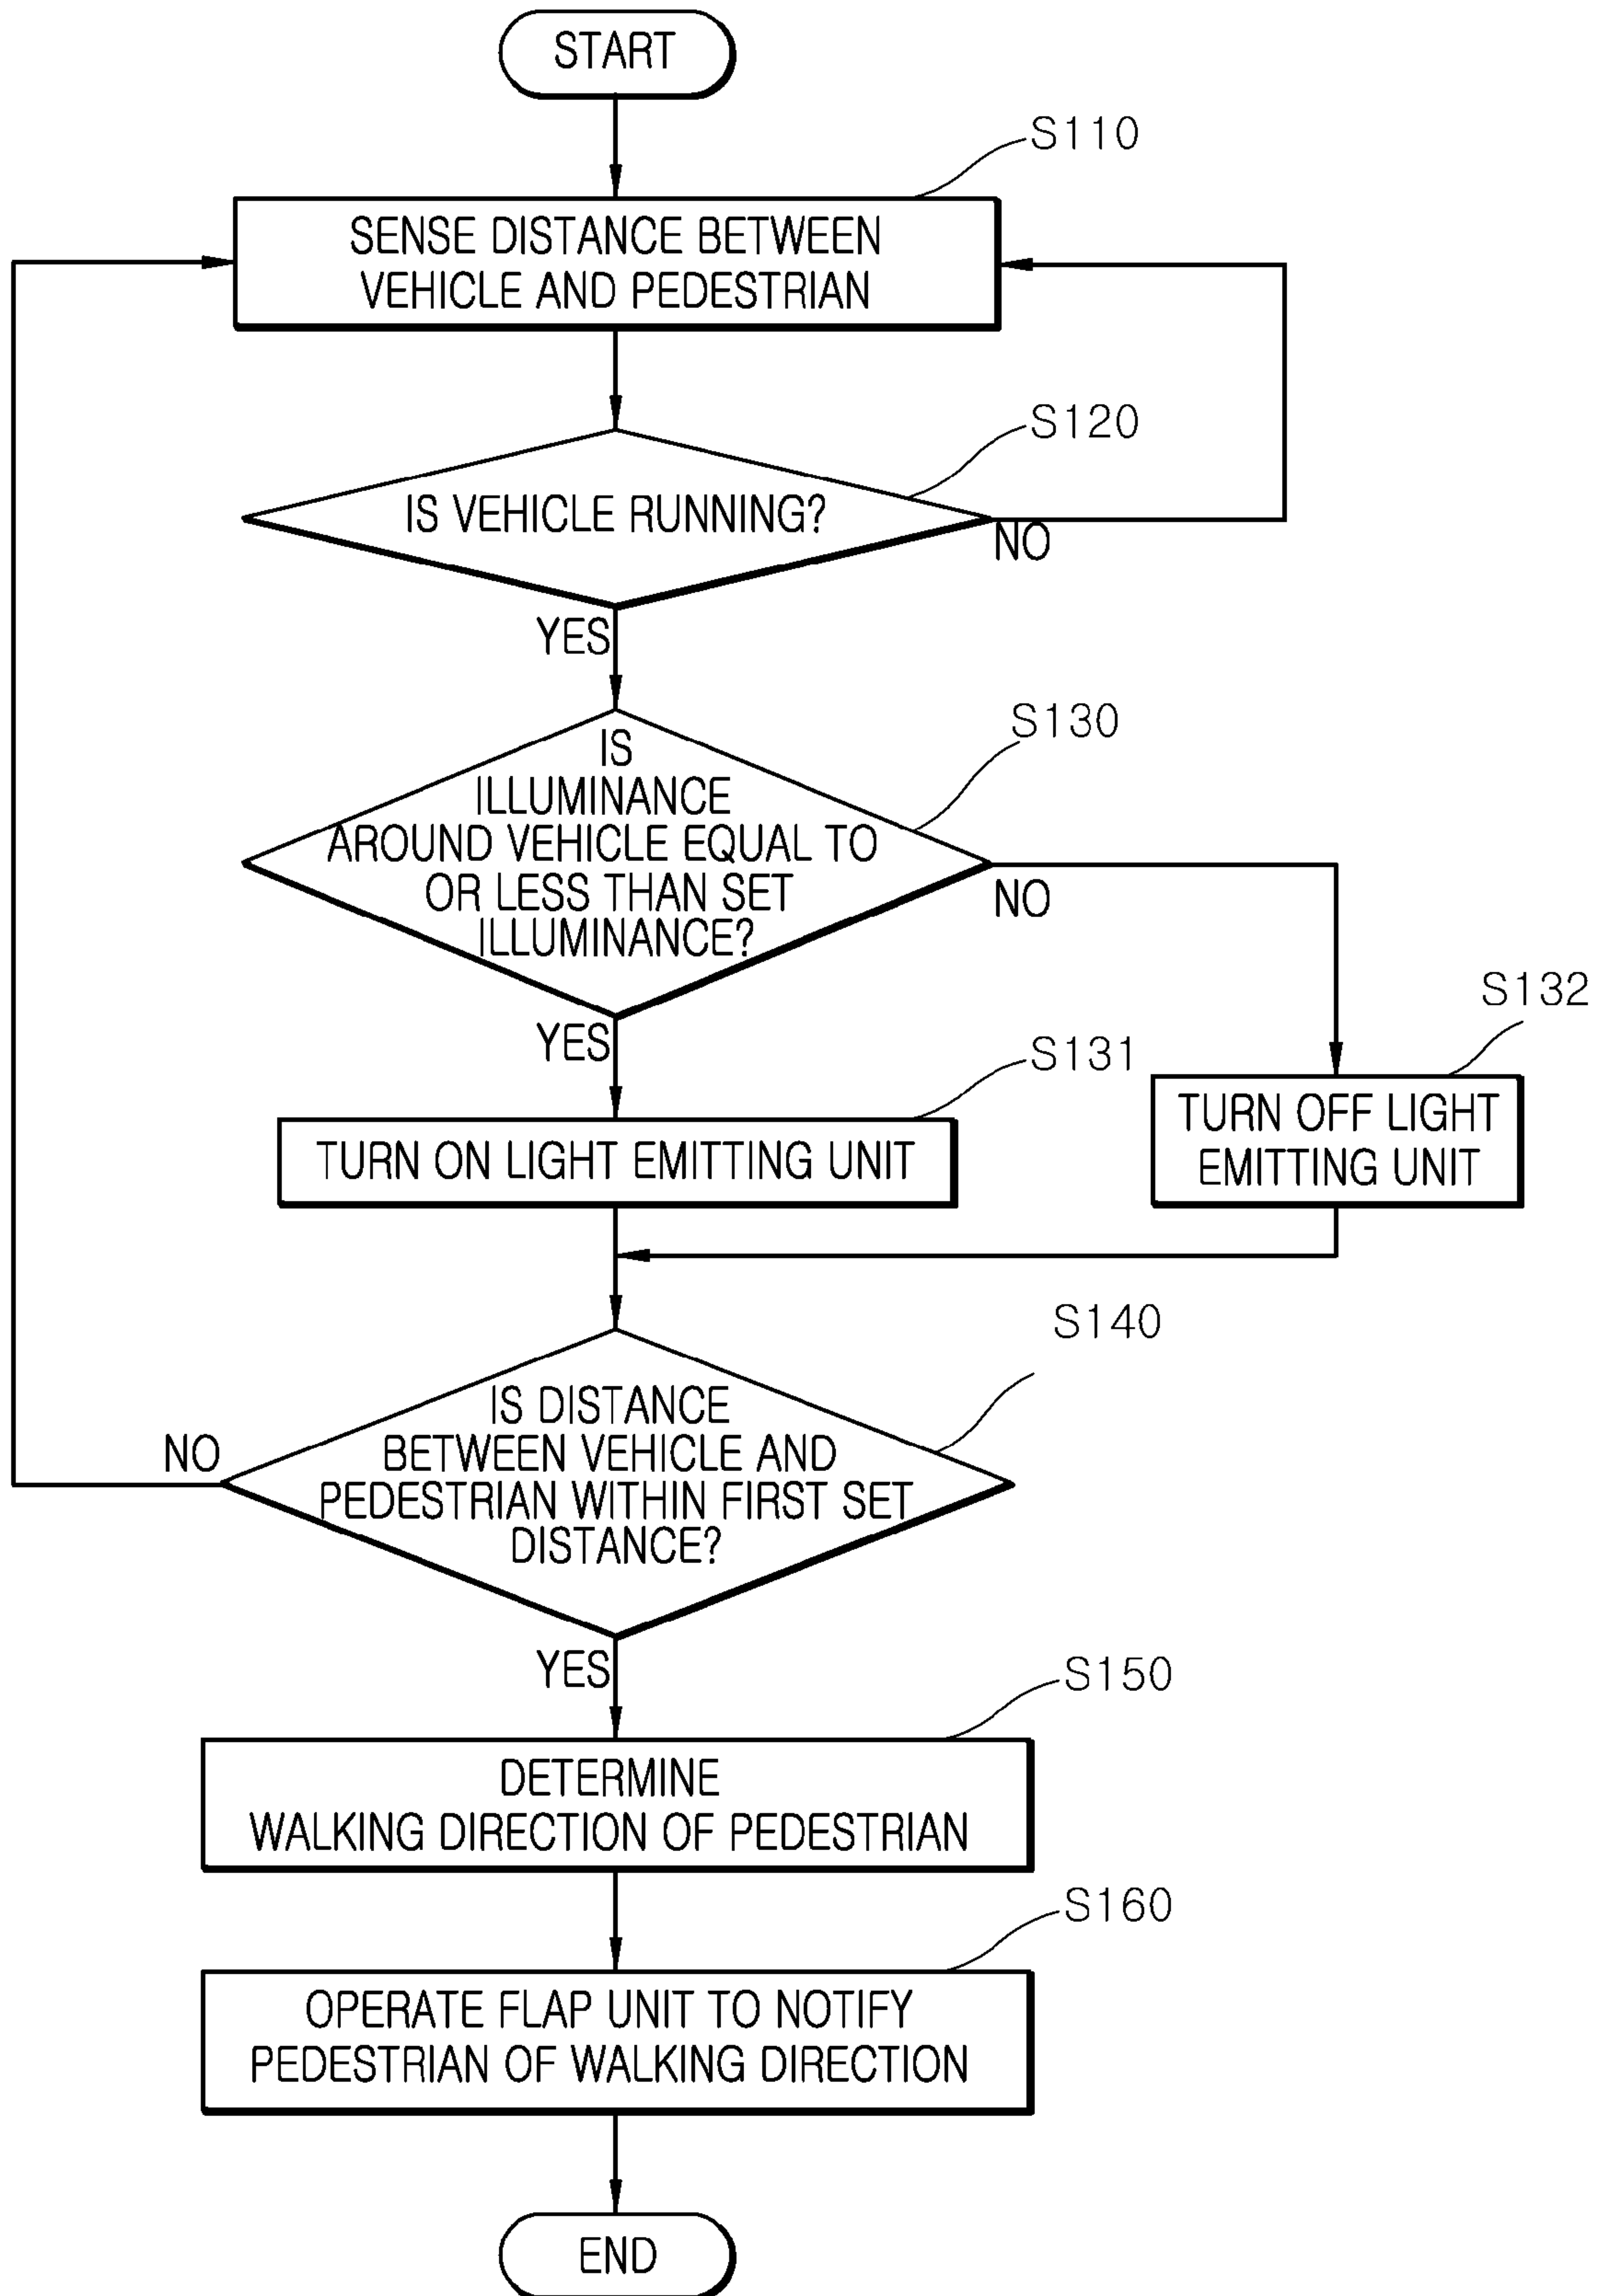 START
S110
SENSE DISTANCE BETWEEN
VEHICLE AND PEDESTRIAN
S120
IS VEHICLE RUNNING?
NO
YES
S130
IS
ILLUMINANCE
AROUND VEHICLE EQUAL TO
OR LESS THAN SET
ILLUMINANCE?
NO
YES
S132
S131
TURN ON LIGHT EMITTING UNIT
TURN OFF LIGHT
EMITTING UNIT
S140
IS DISTANCE
BETWEEN VEHICLE AND
PEDESTRIAN WITHIN FIRST SET
DISTANCE?
NO
YES
S150
DETERMINE
WALKING DIRECTION OF PEDESTRIAN
S160
OPERATE FLAP UNIT TO NOTIFY
PEDESTRIAN OF WALKING DIRECTION
END